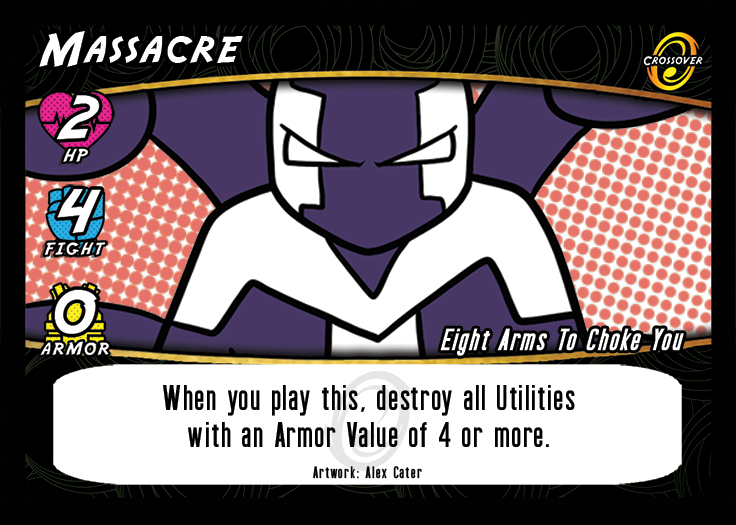 Massacre
Crossover
2
HP
4
Fight
0
Armor
Eight Arms To Choke You
When you play this, destroy all Utilities
with an Armor Value of 4 or more.
Artwork: Alex Cater